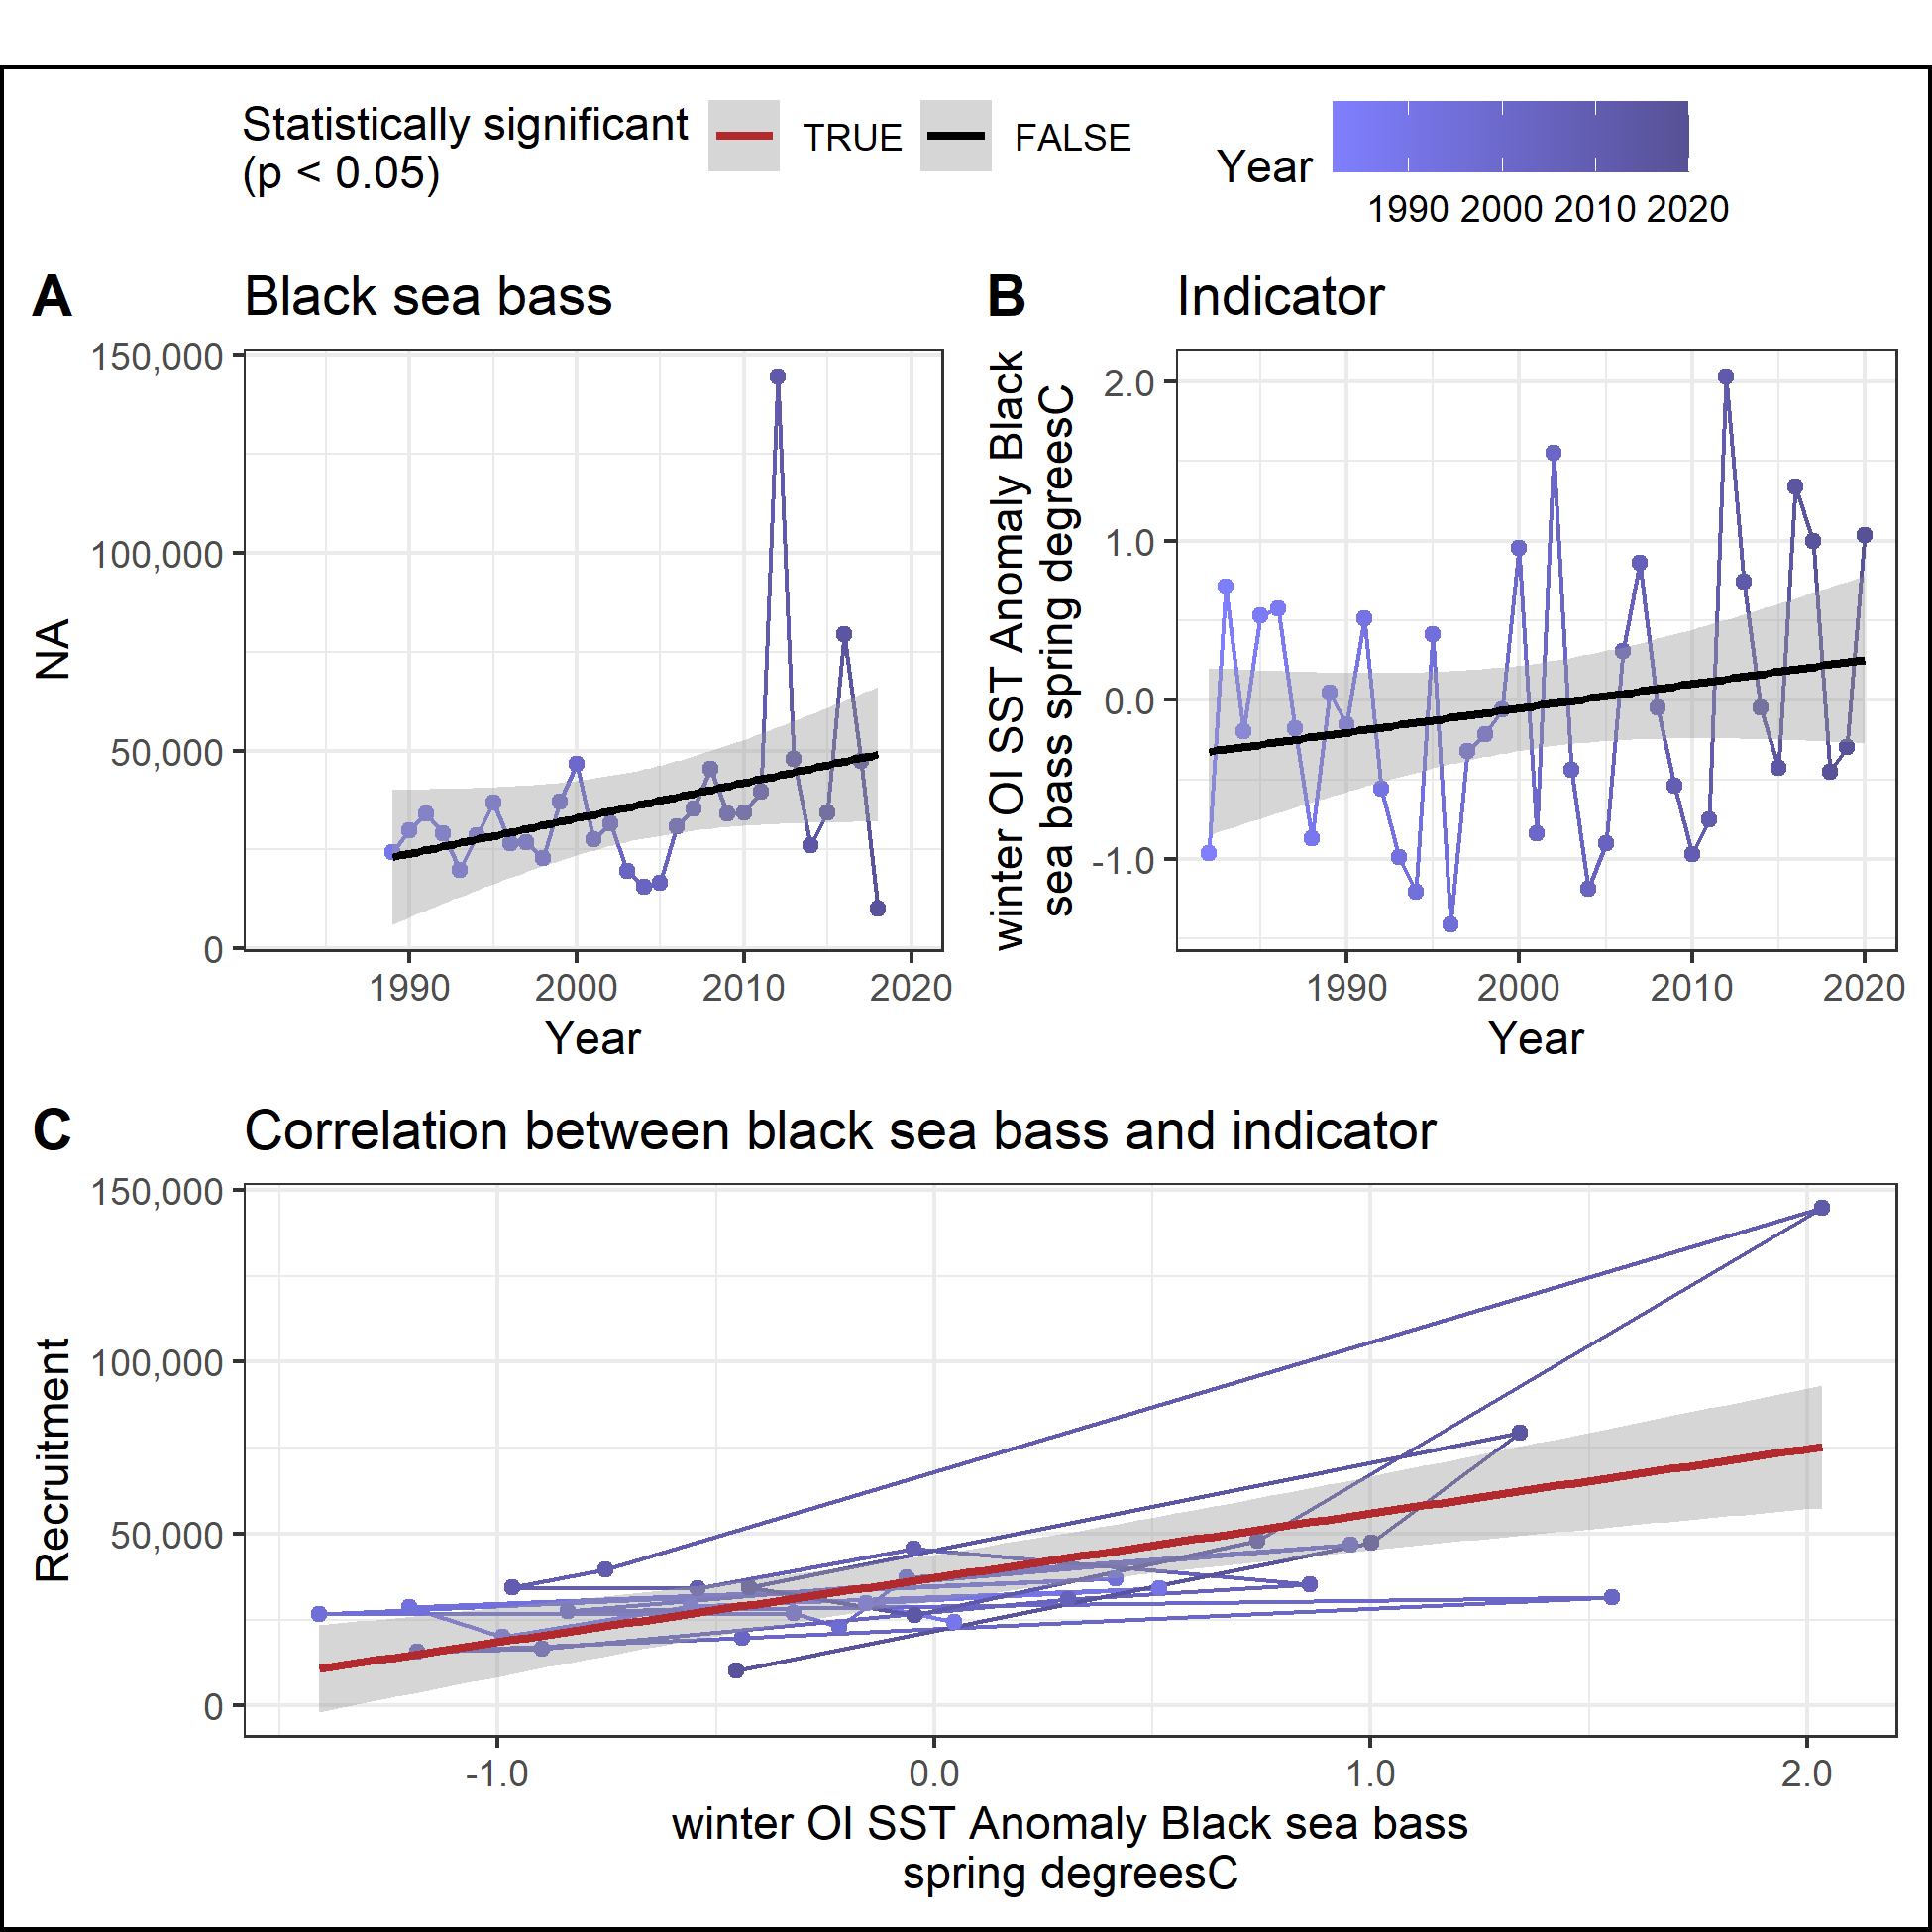 Statistically significant
(p < 0.05)
TRUE
FALSE
Year
1990 2000 2010 2020
A
Black sea bass
B
Indicator
NA
150,000
100,000
50,000
0
1990
2000
2010
2020
Year
winter OI SST Anomaly Black
sea bass spring degreesC
2.0
1.0
0.0
-1.0
1990
2000
2010
2020
Year
C
Correlation between black sea bass and indicator
Recruitment
150,000
100,000
50,000
0
-1.0
0.0
1.0
2.0
winter OI SST Anomaly Black sea bass
spring degreesC